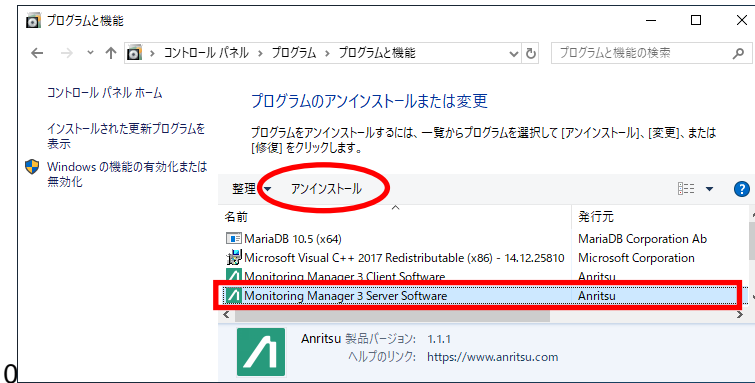 プログラムと機能
コントロール パネル › プログラム › プログラムと機能
プログラムと機能の検索
コントロール パネル ホーム
インストールされた更新プログラムを
表示
Windows の機能の有効化または
無効化
プログラムのアンインストールまたは変更
プログラムをアンインストールするには、一覧からプログラムを選択して [アンインストール]、[変更]、または
[修復] をクリックします。
整理 アンインストール
名前 発行元
MariaDB 10.5 (x64) MariaDB Corporation Ab
Microsoft Visual C++ 2017 Redistributable (x86) - 14.12.25810 Microsoft Corporation
Monitoring Manager 3 Client Software Anritsu
Monitoring Manager 3 Server Software Anritsu
Anritsu 製品バージョン: 1.1.1
ヘルプのリンク: https://www.anritsu.com
0